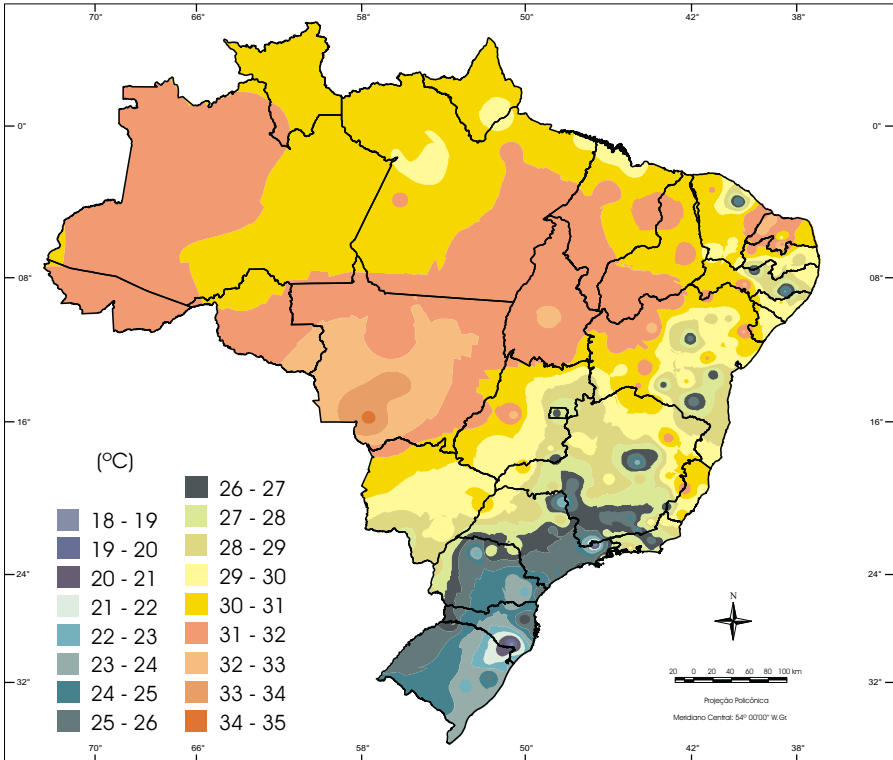 70° 66° 58° 50° 42° 38°
0° 0°
08° 08°
16° 16°
24° 24°
32° 32°
(ºC)
18 - 19
19 - 20
20 - 21
21 - 22
22 - 23
23 - 24
24 - 25
25 - 26
26 - 27
27 - 28
28 - 29
29 - 30
30 - 31
31 - 32
32 - 33
33 - 34
34 - 35
N
20 0 20 40 60 80 100 km
Projeção Policônica
Meridiano Central: 54º 00'00" W.Gr.
70° 66° 58° 50° 42° 38°